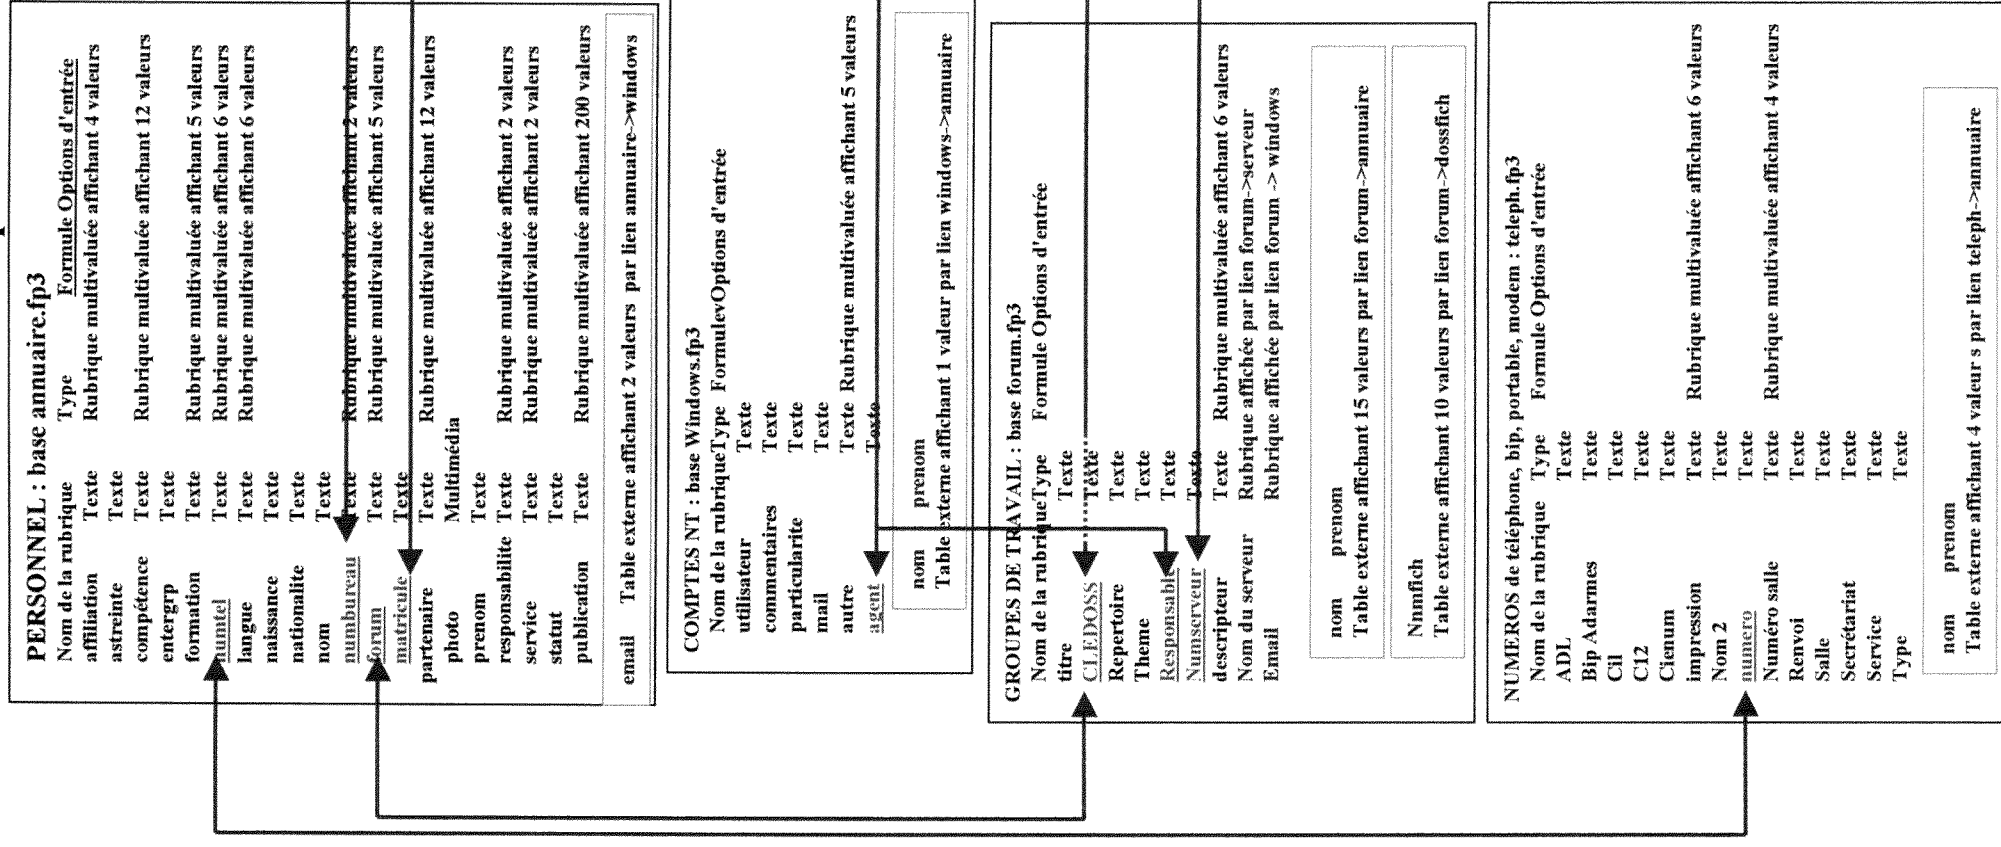 PERSONNEL : base annuaire.fp3
Nom de la rubrique Type Formule Options d'entrée
affiliation Texte Rubrique multivaluée affichant 4 valeurs
astreinte Texte
compétence Texte Rubrique multivaluée affichant 12 valeurs
entergrp Texte
formation Texte Rubrique multivaluée affichant 5 valeurs
numtel Texte Rubrique multivaluée affichant 6 valeurs
langue Texte Rubrique multivaluée affichant 6 valeurs
naissance Texte
nationalite Texte
nom Texte
numbureau Texte Rubrique multivaluée affichant 2 valeurs
forum Texte Rubrique multivaluée affichant 5 valeurs
matricule Texte
partenaire Texte Rubrique multivaluée affichant 12 valeurs
photo Multimédia
prenom Texte
responsabilite Texte Rubrique multivaluée affichant 2 valeurs
service Texte Rubrique multivaluée affichant 2 valeurs
statut Texte
publication Texte Rubrique multivaluée affichant 200 valeurs
email Table externe affichant 2 valeurs par lien annuaire->windows
COMPTES NT : base Windows.fp3
Nom de la rubriqueType FormulevOptions d'entrée
utilisateur Texte
commentaires Texte
particularite Texte
mail Texte
autre Texte Rubrique multivaluée affichant 5 valeurs
agent Texte
nom prenom
Table externe affichant 1 valeur par lien windows->annuaire
GROUPES DE TRAVAIL : base forum.fp3
Nom de la rubriqueType Formule Options d'entrée
titre Texte
CLEDOSS Texte
Repertoire Texte
Theme Texte
Responsable Texte
Numserveur Texte
descripteur Texte Rubrique multivaluée affichant 6 valeurs
Nom du serveur Rubrique affichée par lien forum->serveur
Email Rubrique affichée par lien forum -> windows
nom prenom
Table externe affichant 15 valeurs par lien forum->annuaire
Nnmfich
Table externe affichant 10 valeurs par lien forum->dossfich
NUMEROS de téléphone, bip, portable, modem : teleph.fp3
Nom de la rubrique Type Formule Options d'entrée
ADL Texte
Bip Adarmes Texte
Cil Texte
C12 Texte
Cienum Texte
impression Texte Rubrique multivaluée affichant 6 valeurs
Nom 2 Texte
numero Texte
Numéro salle Texte Rubrique multivaluée affichant 4 valeurs
Renvoi Texte
Salle Texte
Secrétariat Texte
Service Texte
Type Texte
nom prenom
Table externe affichant 4 valeur s par lien teleph->annuaire